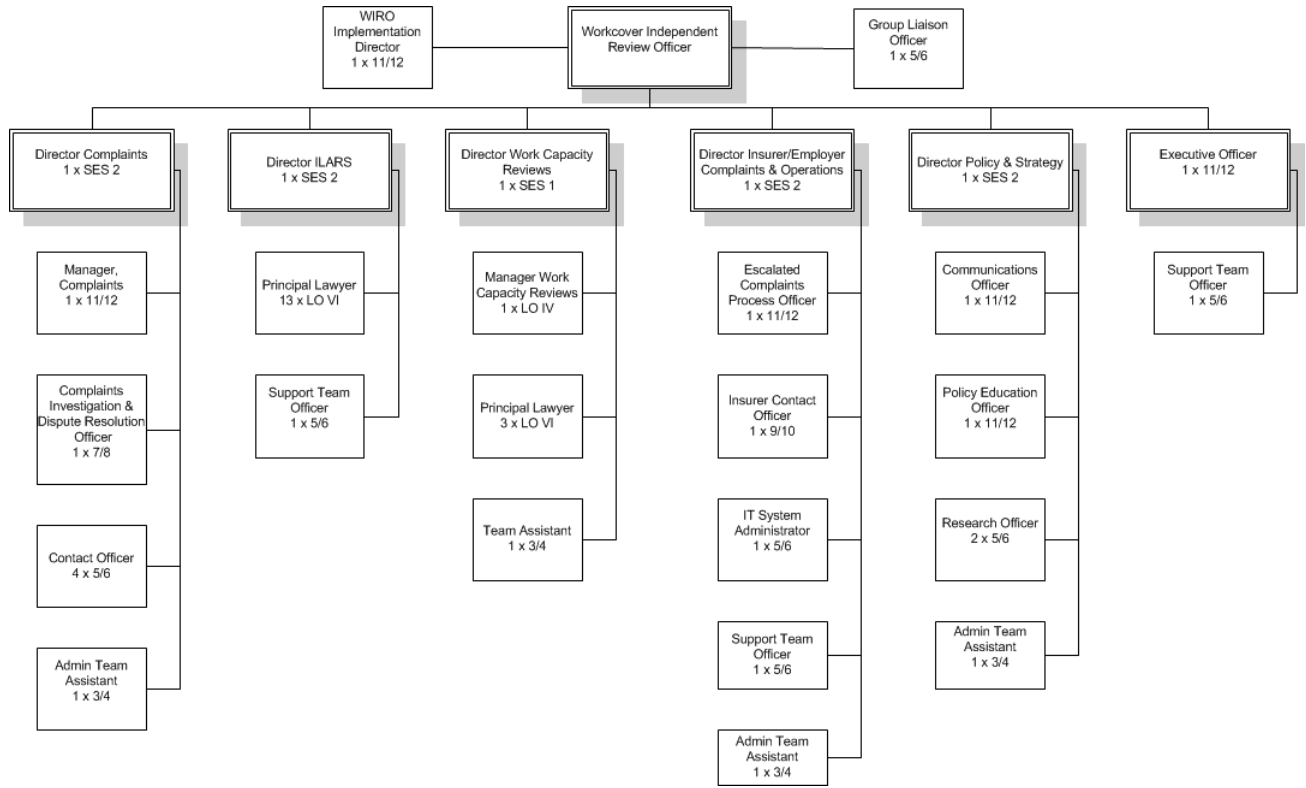 WIRO
Implementation
Director
1 x 11/12
Workcover Independent
Review Officer
Group Liaison
Officer
1 x 5/6
Director Complaints
1 x SES 2
Director ILARS
1 x SES 2
Director Work Capacity
Reviews
1 x SES 1
Director Insurer/Employer
Complaints & Operations
1 x SES 2
Director Policy & Strategy
1 x SES 2
Executive Officer
1 x 11/12
Manager,
Complaints
1 x 11/12
Principal Lawyer
13 x LO VI
Manager Work
Capacity Reviews
1 x LO IV
Escalated
Complaints
Process Officer
1 x 11/12
Communications
Officer
1 x 11/12
Support Team
Officer
1 x 5/6
Complaints
Investigation &
Dispute Resolution
Officer
1 x 7/8
Support Team
Officer
1 x 5/6
Principal Lawyer
3 x LO VI
Insurer Contact
Officer
1 x 9/10
Policy Education
Officer
1 x 11/12
Contact Officer
4 x 5/6
Team Assistant
1 x 3/4
IT System
Administrator
1 x 5/6
Research Officer
2 x 5/6
Admin Team
Assistant
1 x 3/4
Support Team
Officer
1 x 5/6
Admin Team
Assistant
1 x 3/4
Admin Team
Assistant
1 x 3/4